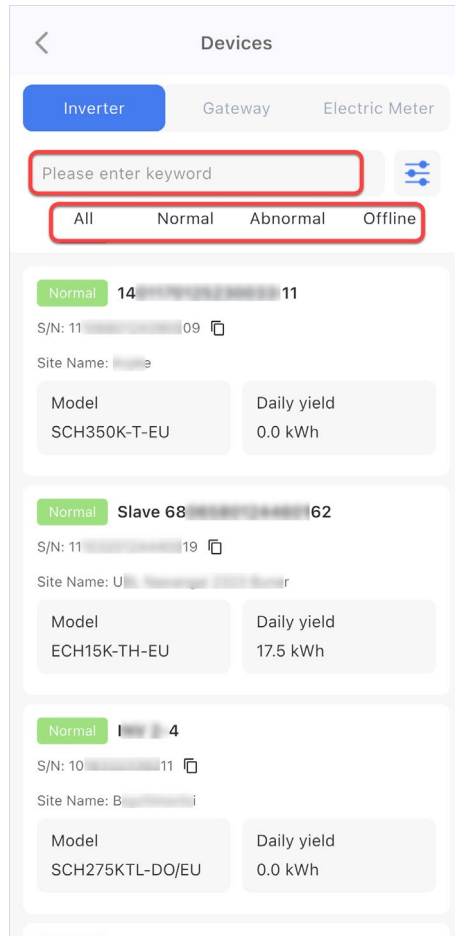 Devices
Inverter Gateway Electric Meter
Please enter keyword
All Normal Abnormal Offline
Normal 14 11
S/N: 11 09
Site Name: e
Model Daily yield
SCH350K-T-EU 0.0 kWh
Normal Slave 68 62
S/N: 11 19
Site Name: U r
Model Daily yield
ECH15K-TH-EU 17.5 kWh
Normal I 4
S/N: 10 11
Site Name: B i
Model Daily yield
SCH275KTL-DO/EU 0.0 kWh